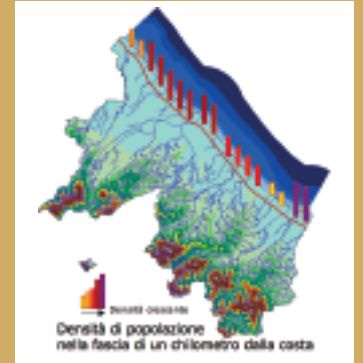 Densità crescente
Densità di popolazione
nella fascia di un chilometro dalla costa